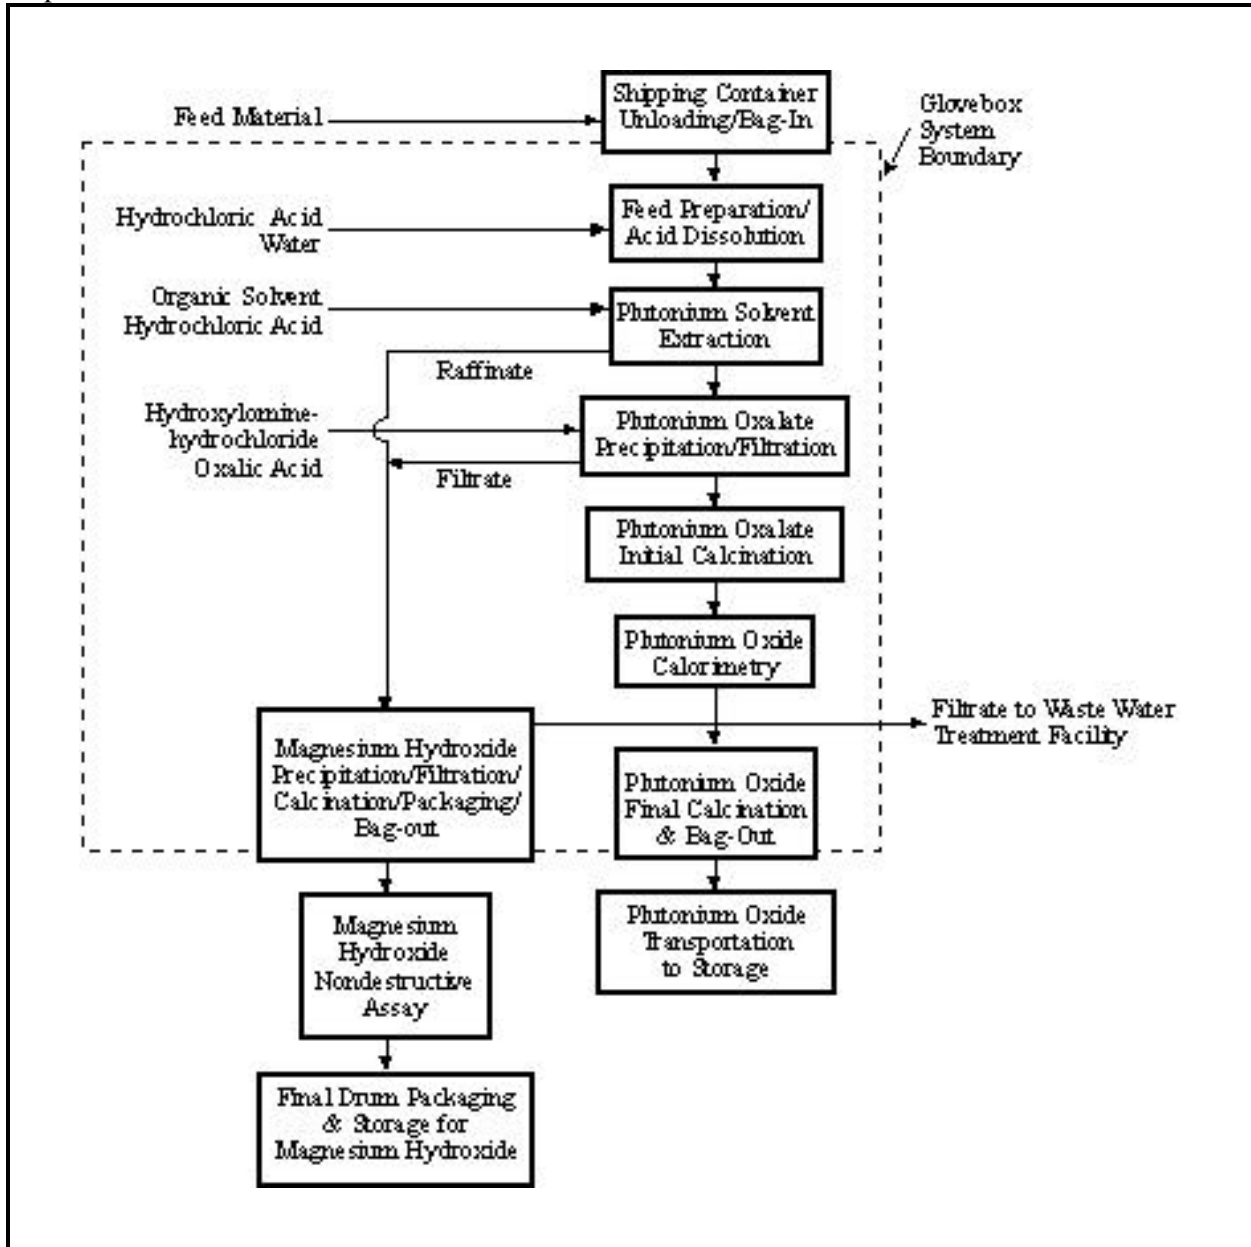 Shipping Container
Unloading/Bag-In
Feed Material
Glovebox
System
Boundary
Feed Preparation/
Acid Dissolution
Hydrochloric Acid
Water
Organic Solvent
Hydrochloric Acid
Plutonium Solvent
Extraction
Raffinate
Hydroxylomine-
hydrochloride
Oxalic Acid
Plutonium Oxalate
Precipitation/Filtration
Filtrate
Plutonium Oxalate
Initial Calcination
Plutonium Oxide
Calorimetry
Filtrate to Waste Water
Treatment Facility
Magnesium Hydroxide
Precipitation/Filtration/
Calcination/Packaging/
Bag-out
Plutonium Oxide
Final Calcination
& Bag-Out
Magnesium
Hydroxide
Nondestructive
Assay
Plutonium Oxide
Transportation
to Storage
Final Drum Packaging
& Storage for
Magnesium Hydroxide